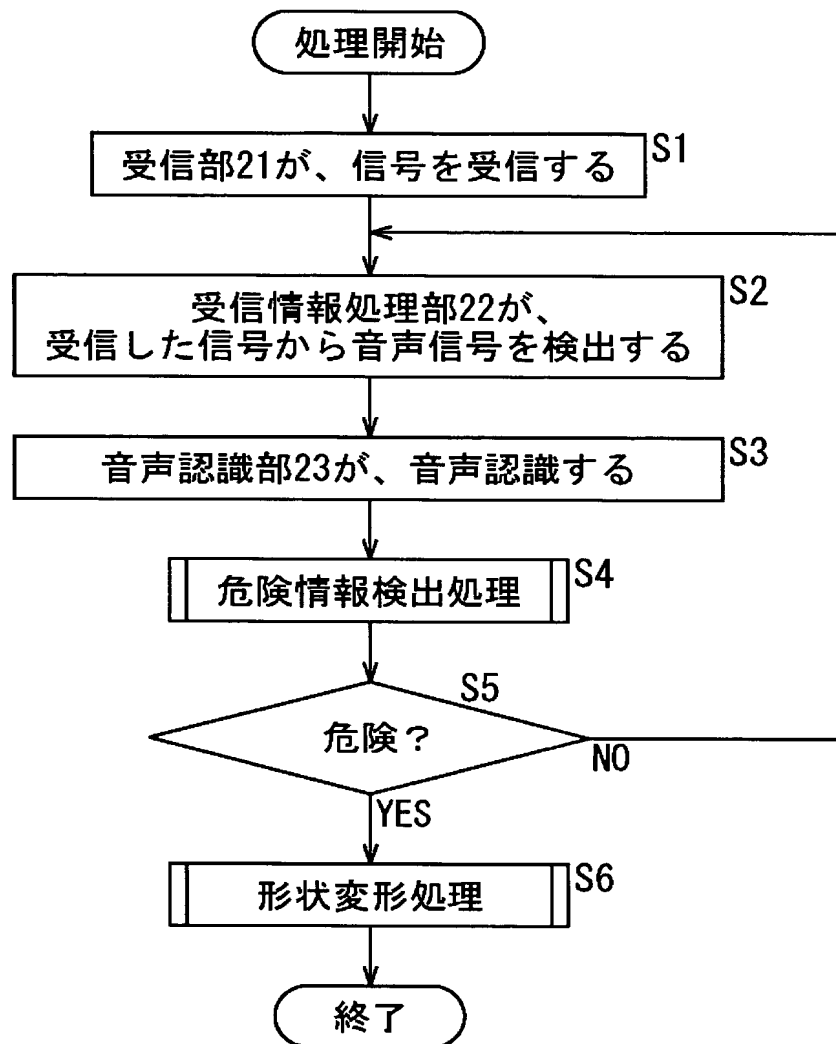 処理開始
受信部21が、信号を受信する
S1
受信情報処理部22が、
受信した信号から音声信号を検出する
S2
音声認識部23が、音声認識する
S3
危険情報検出処理
S4
S5
危険？
NO
YES
形状変形処理
S6
終了